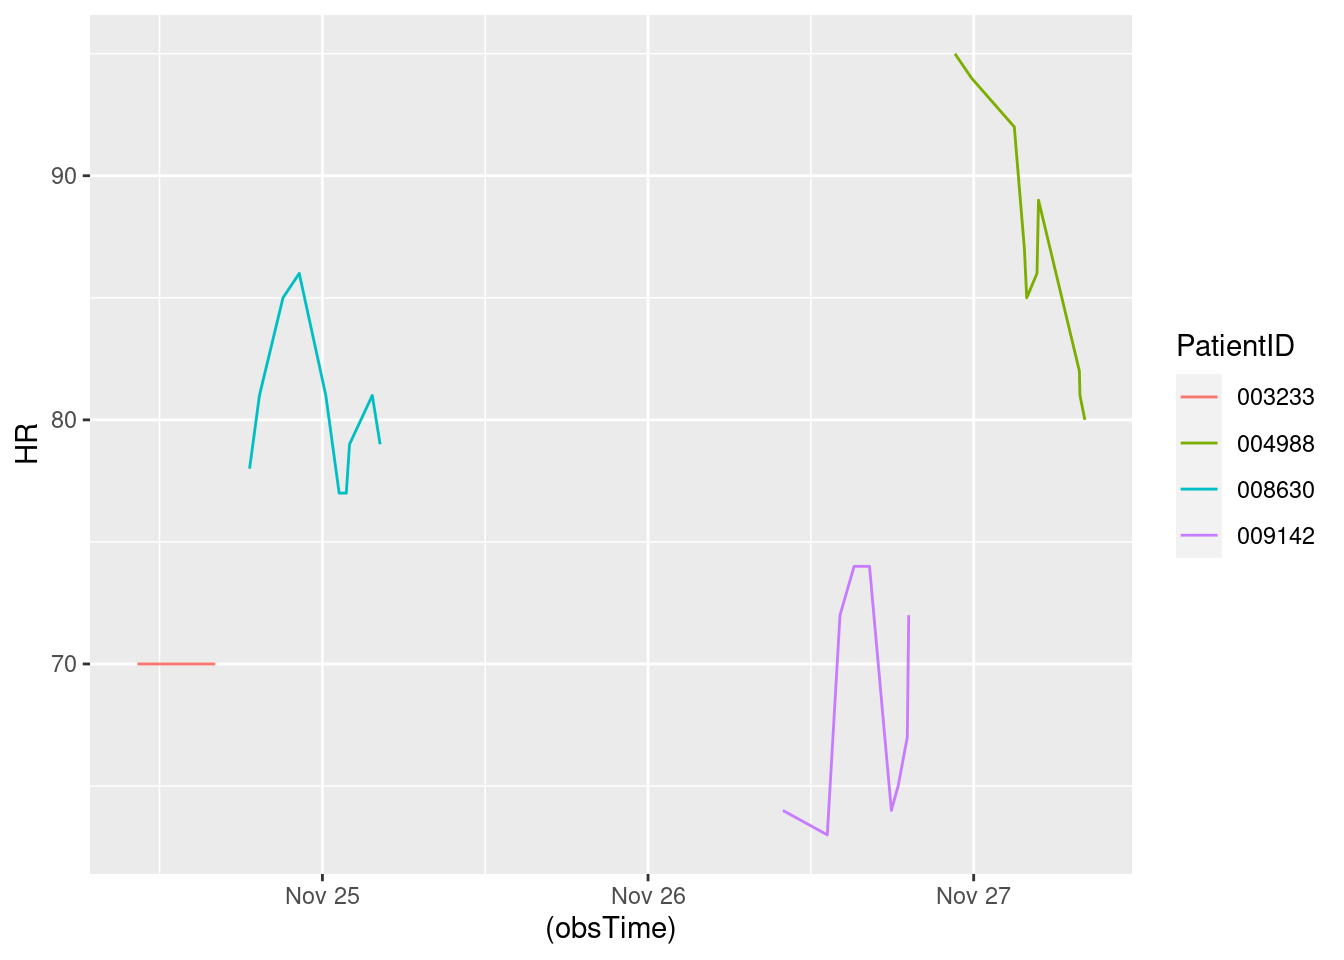 HR
90
80
70
Nov 25
Nov 26
Nov 27
(obsTime)
PatientID
003233
004988
008630
009142